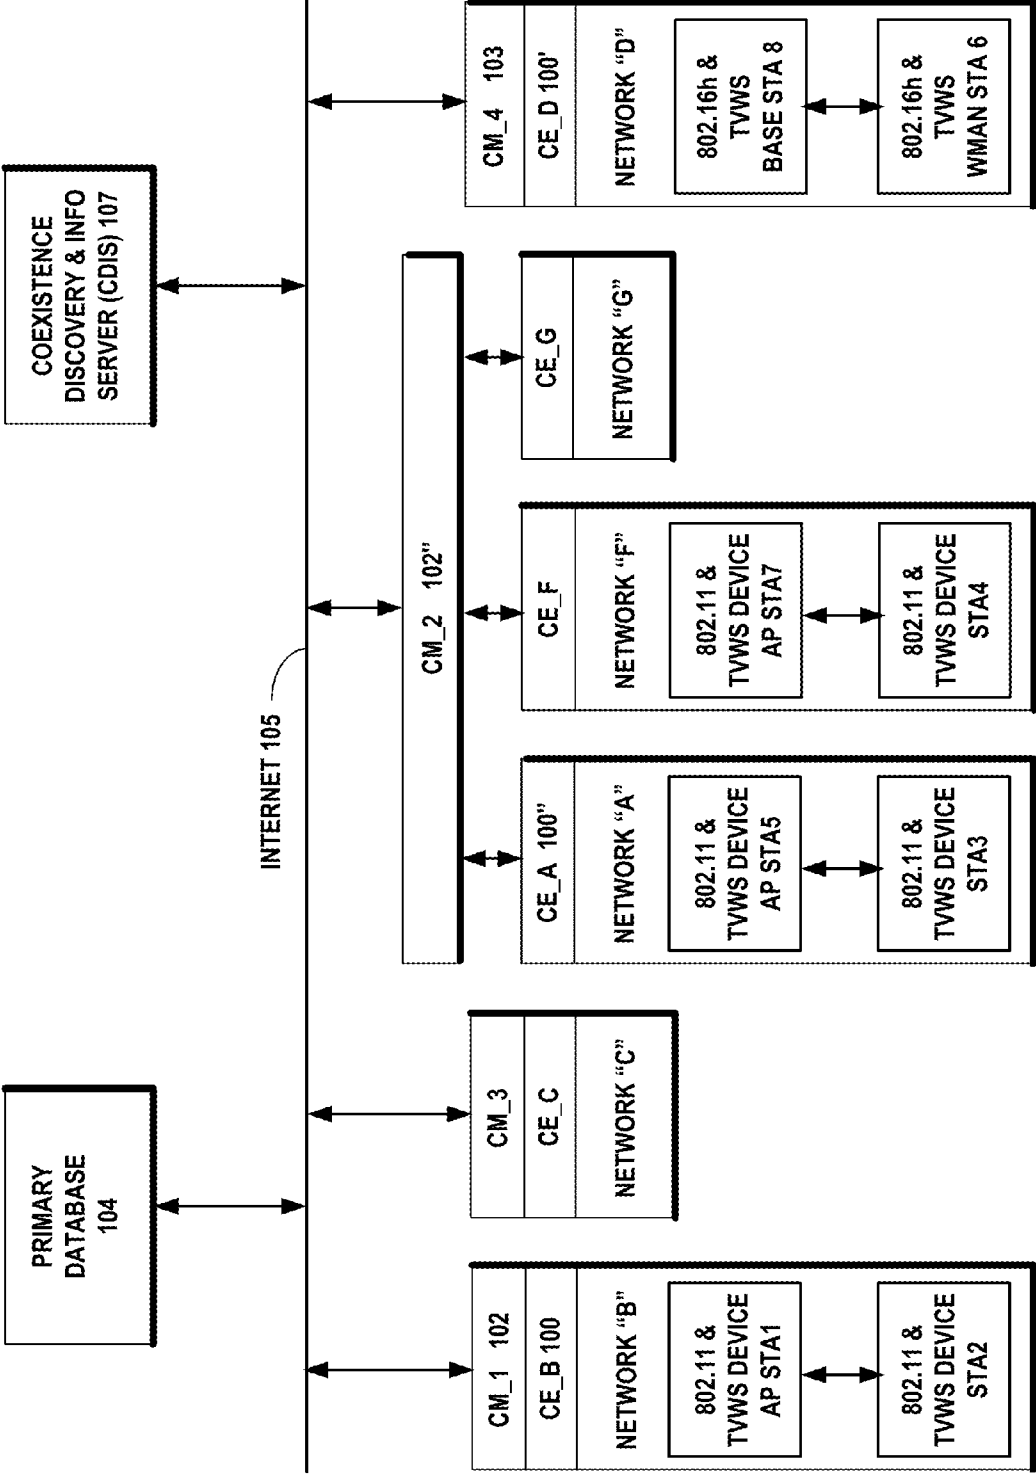 PRIMARY
DATABASE
104
COEXISTENCE
DISCOVERY & INFO
SERVER (CDIS) 107
INTERNET 105
CM_1 102
CE_B 100
NETWORK “B”
802.11 &
TVWS DEVICE
AP STA1
802.11 &
TVWS DEVICE
STA2
CM_3
CE_C
NETWORK “C”
CM_2 102”
CE_A 100”
NETWORK “A”
802.11 &
TVWS DEVICE
AP STA5
802.11 &
TVWS DEVICE
STA3
CE_F
NETWORK “F”
802.11 &
TVWS DEVICE
AP STA7
802.11 &
TVWS DEVICE
STA4
CE_G
NETWORK “G”
CM_4 103
CE_D 100'
NETWORK “D”
802.16h &
TVWS
BASE STA 8
802.16h &
TVWS
WMAN STA 6